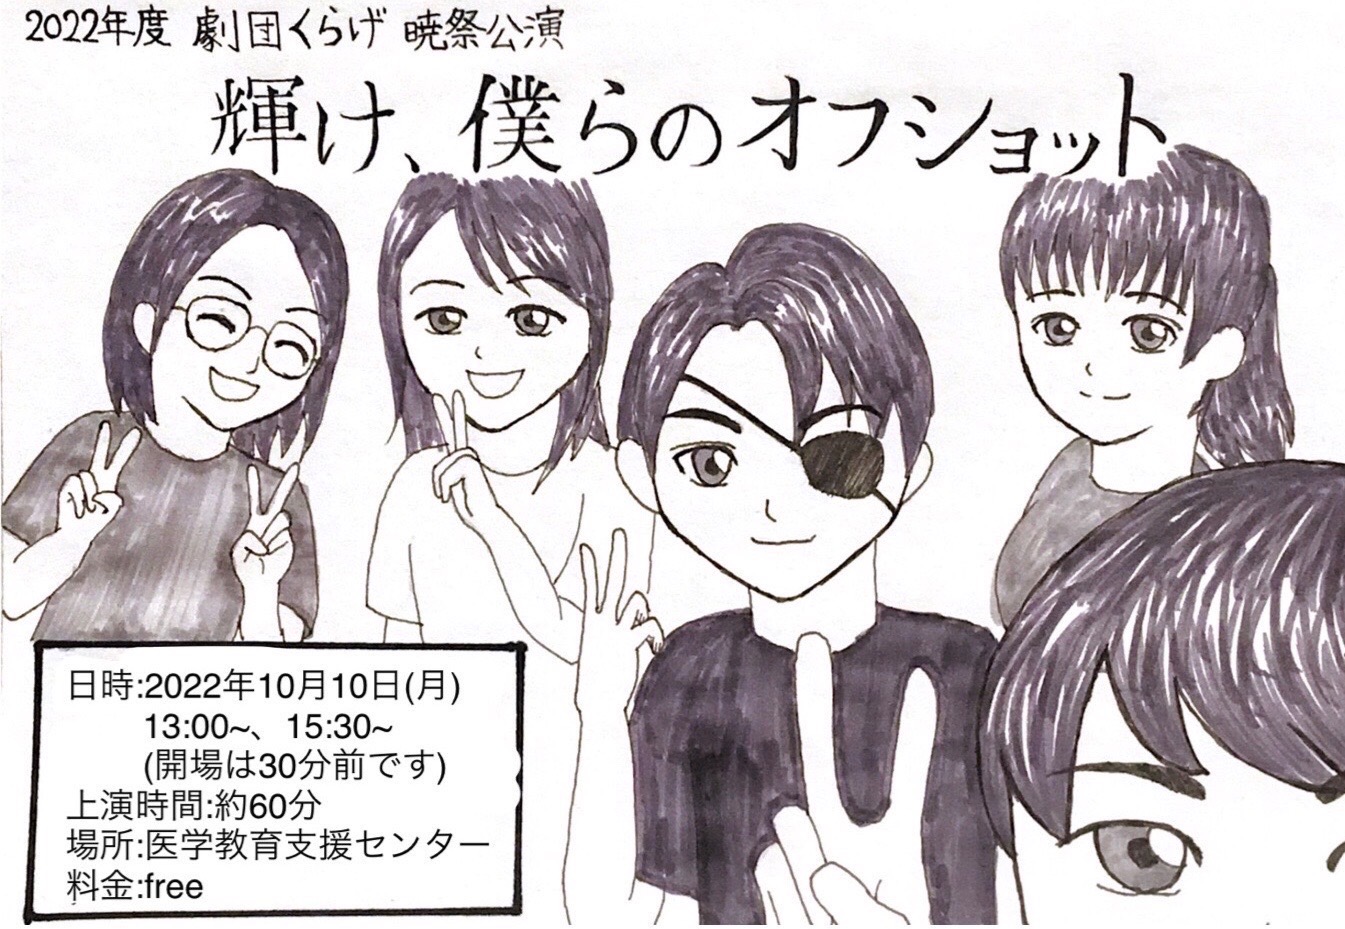 2022年度 劇団くらげ 暁祭公演
輝け、僕らのオフショット
日時:2022年10月10日(月)
13:00~、15:30~
(開場は30分前です)
上演時間:約60分
場所:医学教育支援センター
料金:free